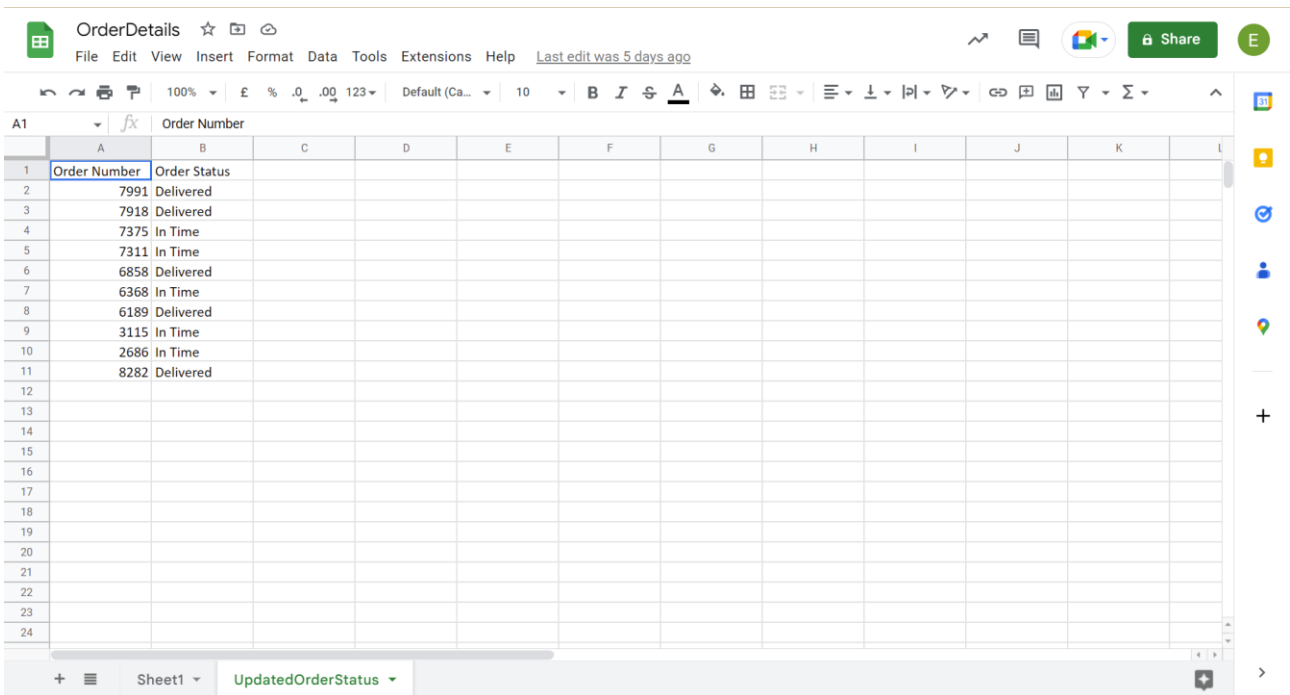 OrderDetails
File Edit View Insert Format Data Tools Extensions Help Last edit was 5 days ago
Share
E
100% £ % .0 .00 123 Default (Ca... 10 B I S A
31
A1 fx Order Number
A B C D E F G H I J K L
1 Order Number Order Status
2 7991 Delivered
3 7918 Delivered
4 7375 In Time
5 7311 In Time
6 6858 Delivered
7 6368 In Time
8 6189 Delivered
9 3115 In Time
10 2686 In Time
11 8282 Delivered
12
13
14
15
16
17
18
19
20
21
22
23
24
Sheet1 UpdatedOrderStatus